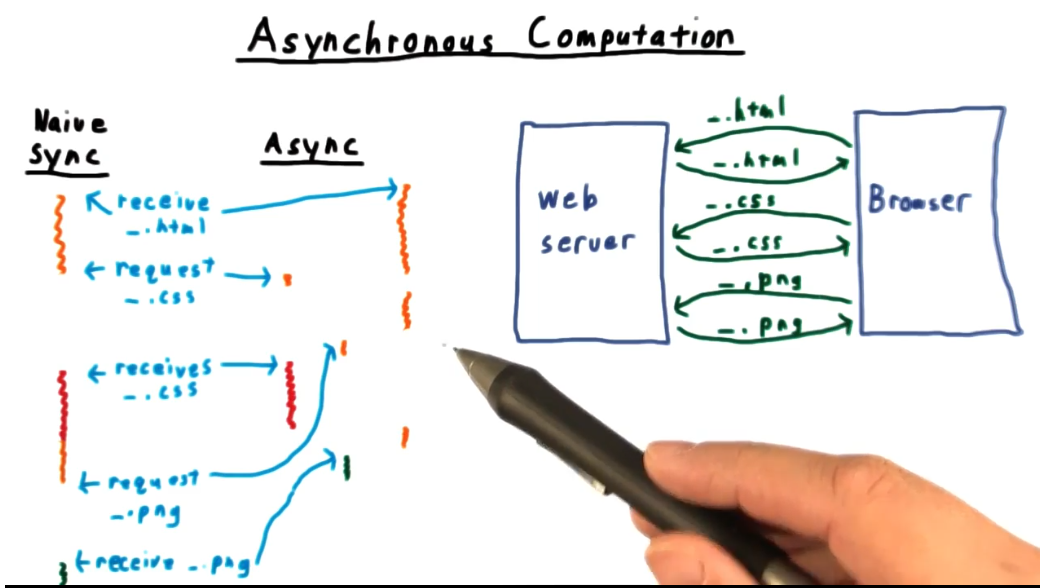 Asynchronous Computation
Naive
Sync
Async
receive
_.html
request
_.css
receives
_.css
request
_.png
receive _.png
_.html
_.html
_.css
_.css
_.png
_.png
Web
server
Browser